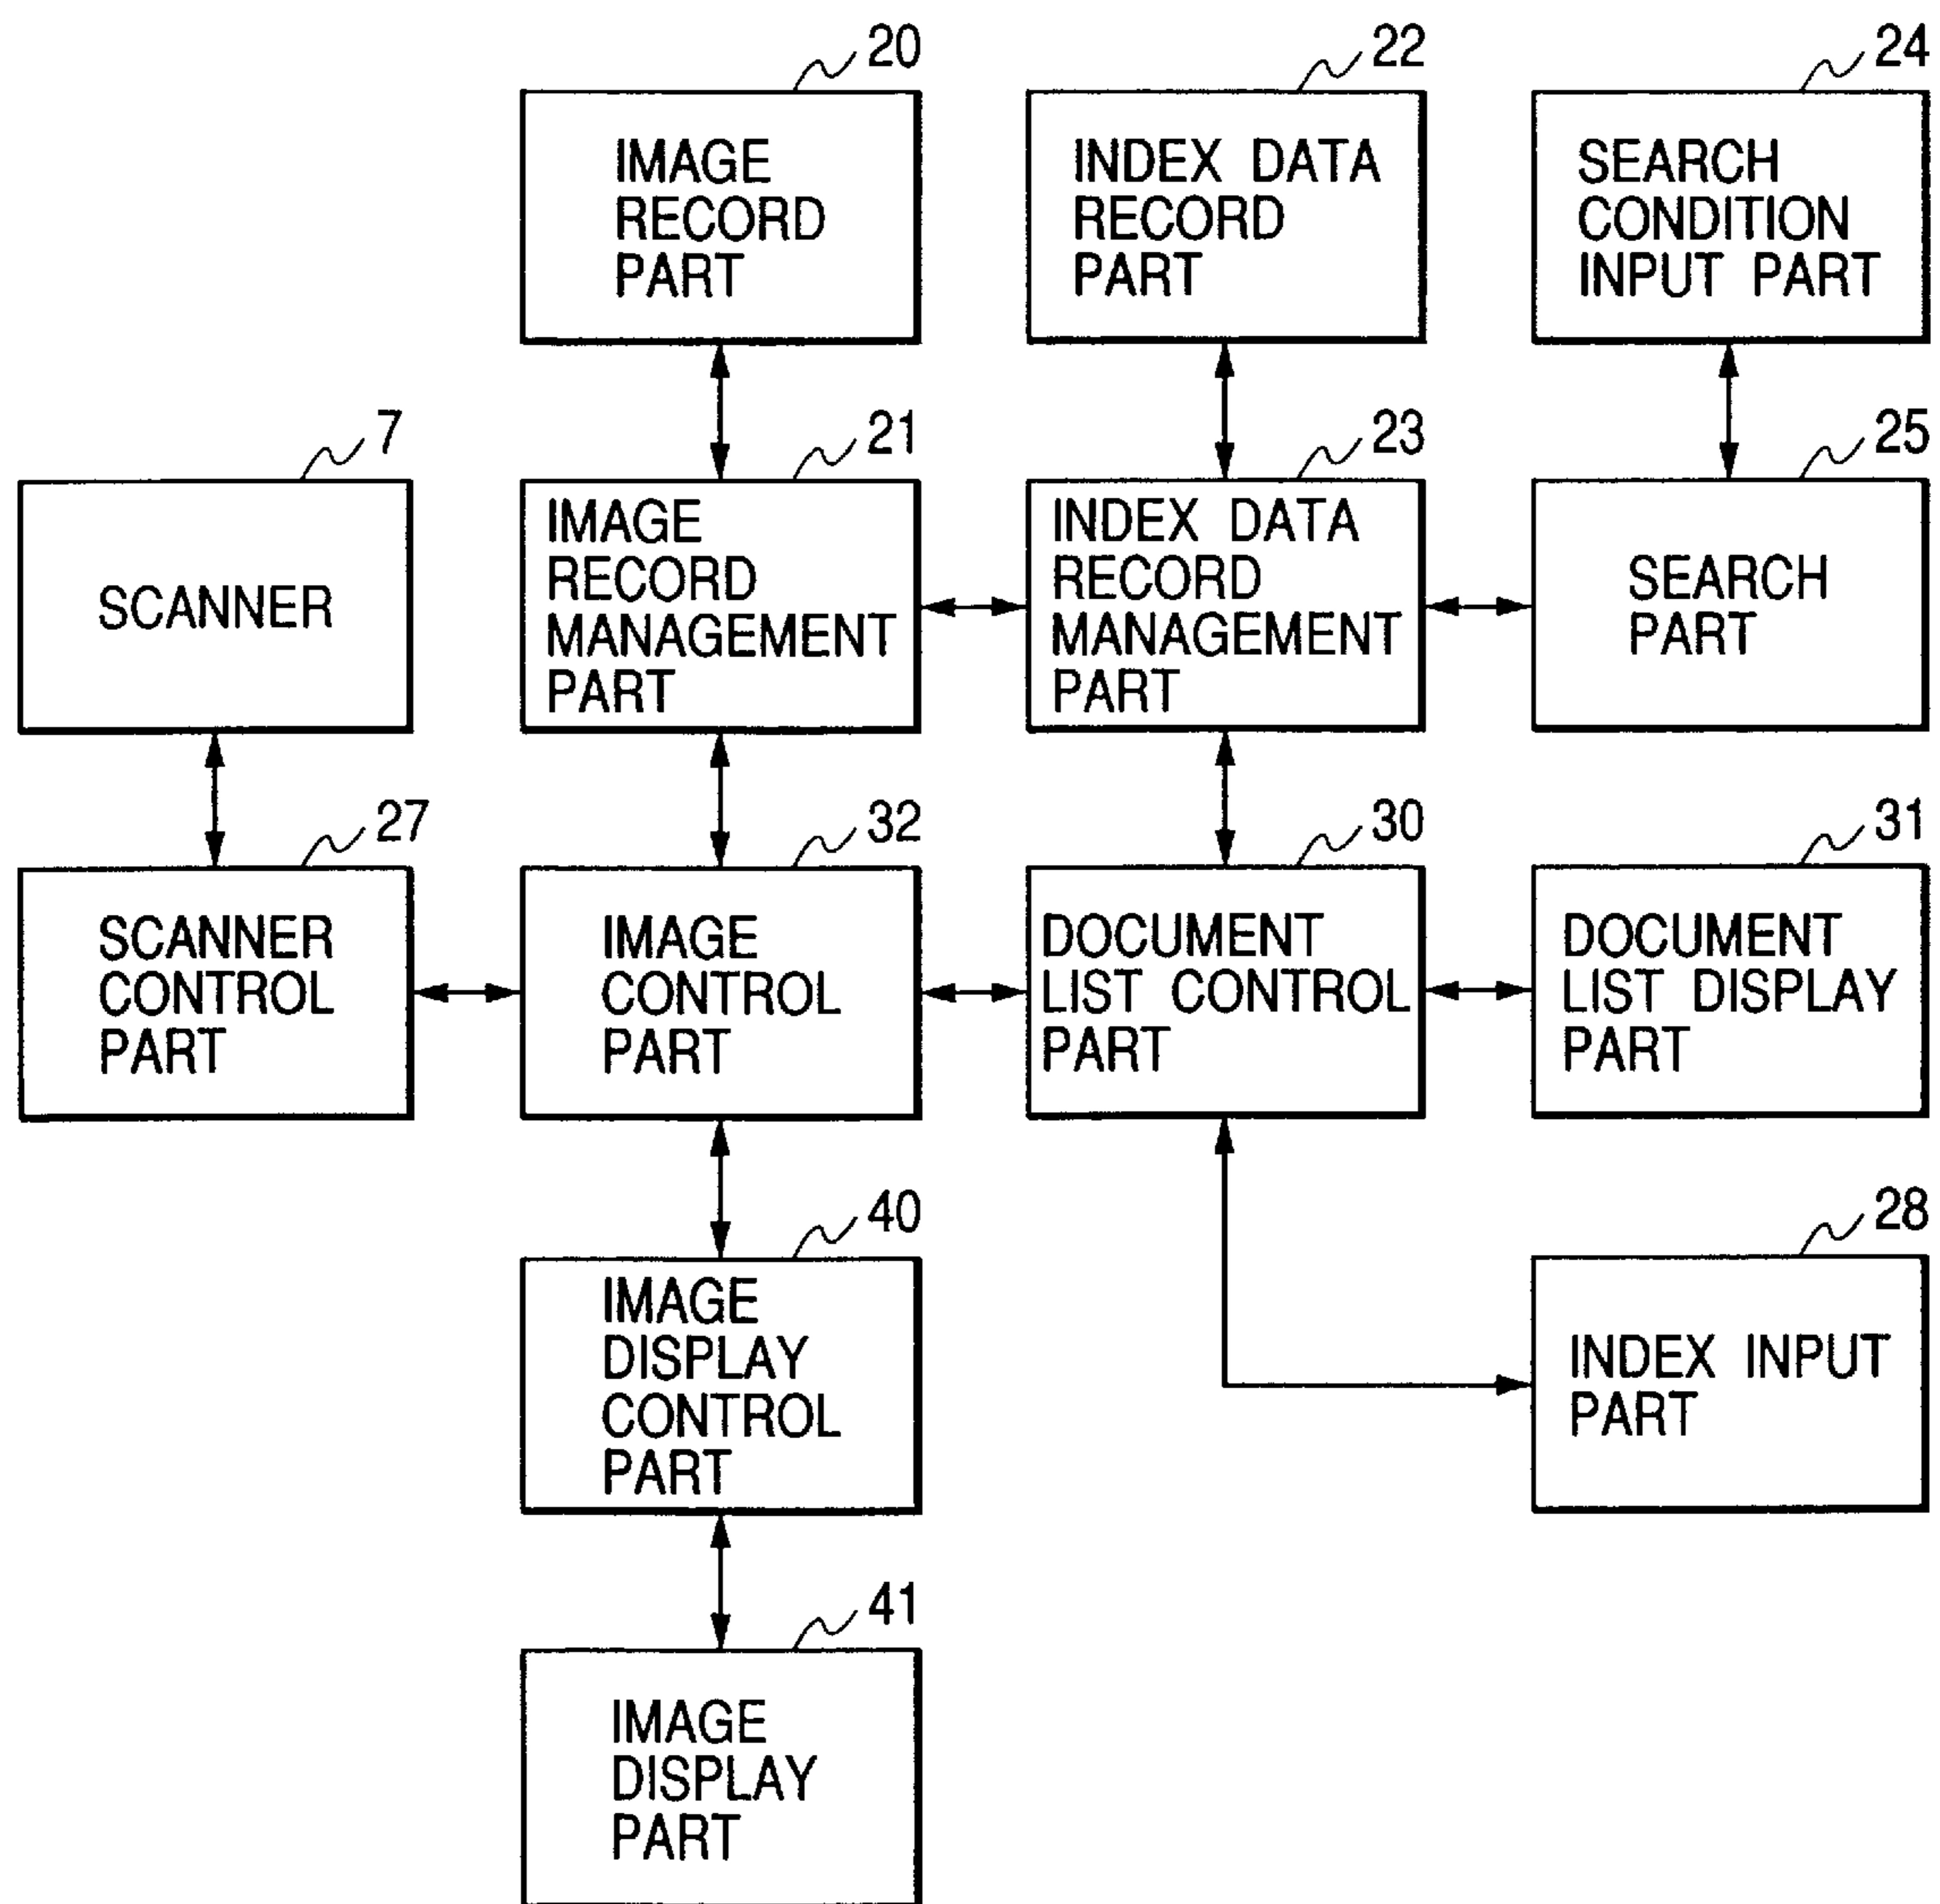 20
IMAGE
RECORD
PART
22
INDEX DATA
RECORD
PART
24
SEARCH
CONDITION
INPUT PART
7
SCANNER
21
IMAGE
RECORD
MANAGEMENT
PART
23
INDEX DATA
RECORD
MANAGEMENT
PART
25
SEARCH
PART
27
SCANNER
CONTROL
PART
32
IMAGE
CONTROL
PART
30
DOCUMENT
LIST CONTROL
PART
31
DOCUMENT
LIST DISPLAY
PART
40
IMAGE
DISPLAY
CONTROL
PART
28
INDEX INPUT
PART
41
IMAGE
DISPLAY
PART